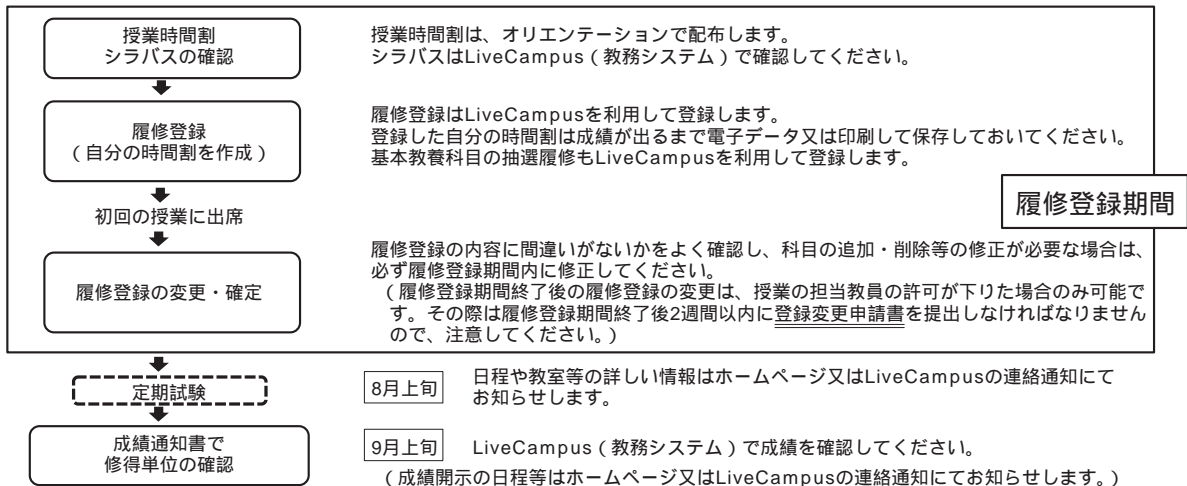 授業時間割
シラバスの確認
授業時間割は、オリエンテーションで配布します。
シラバスはLiveCampus(教務システム)で確認してください。
履修登録
(自分の時間割を作成)
履修登録はLiveCampusを利用して登録します。
登録した自分の時間割は成績が出るまで電子データ又は印刷して保存しておいてください。
基本教養科目の抽選履修もLiveCampusを利用して登録します。
履修登録期間
初回の授業に出席
履修登録の変更・確定
履修登録の内容に間違いがないかをよく確認し、科目の追加・削除等の修正が必要な場合は、
必ず履修登録期間内に修正してください。
(履修登録期間終了後の履修登録の変更は、授業の担当教員の許可が下りた場合のみ可能で
す。その際は履修登録期間終了後2週間以内に登録変更申請書を提出しなければなりません
ので、注意してください。)
定期試験
8月上旬
日程や教室等の詳しい情報はホームページ又はLiveCampusの連絡通知にて
お知らせします。
成績通知書で
修得単位の確認
9月上旬
LiveCampus(教務システム)で成績を確認してください。
(成績開示の日程等はホームページ又はLiveCampusの連絡通知にてお知らせします。)